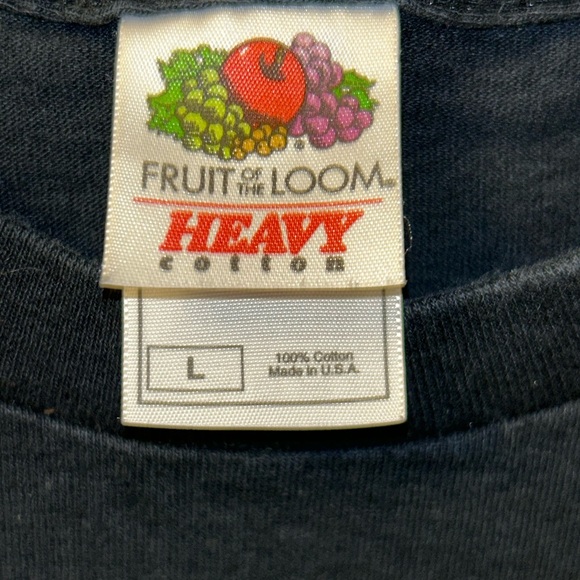 FRUIT OF THE LOOM®
HEAVY
cotton
L
100% Cotton
Made in U.S.A.